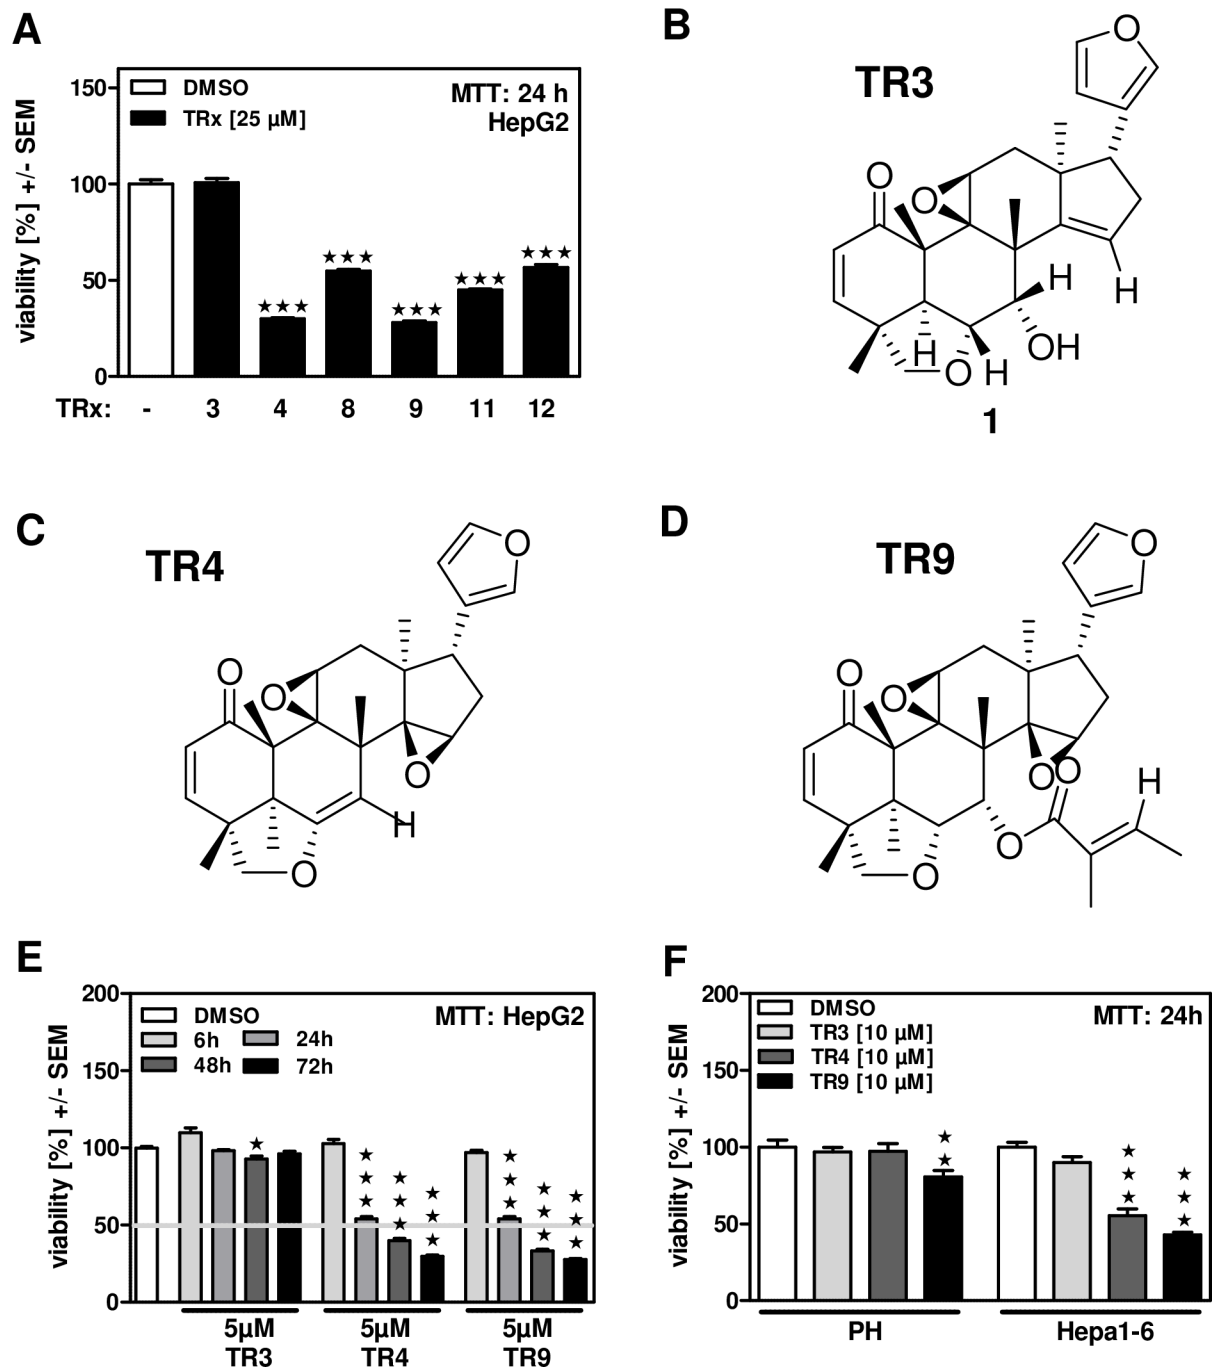 A
viability [%] +/- SEM
150
100
50
0
DMSO
TRx [25 µM]
MTT: 24 h
HepG2
★★★
★★★
★★★
★★★
★★★
TRx: - 3 4 8 9 11 12
B
TR3
O
O
O
H
H
H
OH
O
H
1
C
TR4
O
O
O
O
H
O
D
TR9
O
O
O
O
O
H
O
O
E
viability [%] +/- SEM
200
150
100
50
0
DMSO
6h
24h
48h
72h
MTT: HepG2
5µM
TR3
5µM
TR4
5µM
TR9
F
viability [%] +/- SEM
200
150
100
50
0
DMSO
TR3 [10 µM]
TR4 [10 µM]
TR9 [10 µM]
MTT: 24h
PH
Hepa1-6